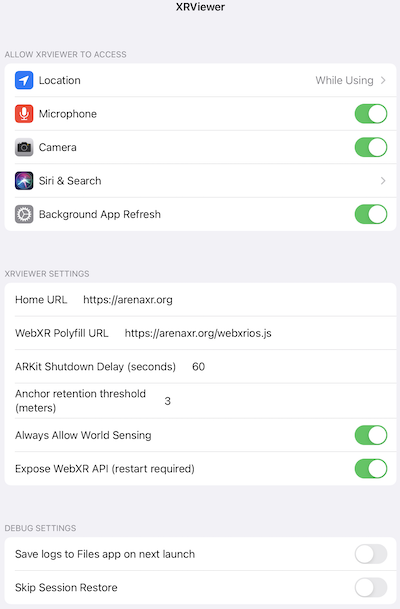 XRViewer
ALLOW XRVIEWER TO ACCESS
Location While Using
Microphone
Camera
Siri & Search
Background App Refresh
XRVIEWER SETTINGS
Home URL https://arenaxr.org
WebXR Polyfill URL https://arenaxr.org/webxrios.js
ARKit Shutdown Delay (seconds) 60
Anchor retention threshold
(meters) 3
Always Allow World Sensing
Expose WebXR API (restart required)
DEBUG SETTINGS
Save logs to Files app on next launch
Skip Session Restore